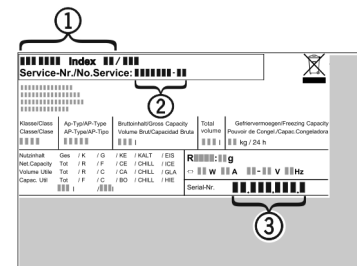 1
Index /
Service-Nr./No.Service: -
2
Klasse/Class Ap-Typ/AP-Type Bruttoinhalt/Gross Capacity Total Gefriervermoegen/Freezing Capacity
Classe/Clase AP-Type/AP-Tipo Volume Brut/Capacidad Bruta volume Pouvoir de Congel./Capac.Congeladora
l l kg / 24 h
Nutzinhalt Ges / K / G / KE / KALT / EIS R : g
Net Capacity Tot / R / F / CE / CHILL / ICE
Volume Utile Tot / R / C / CA / CHILL / GLA W A - V Hz
Capac. Util Tot / F / C / BO / CHILL / HIE
l / l Serial-Nr. . . .
3